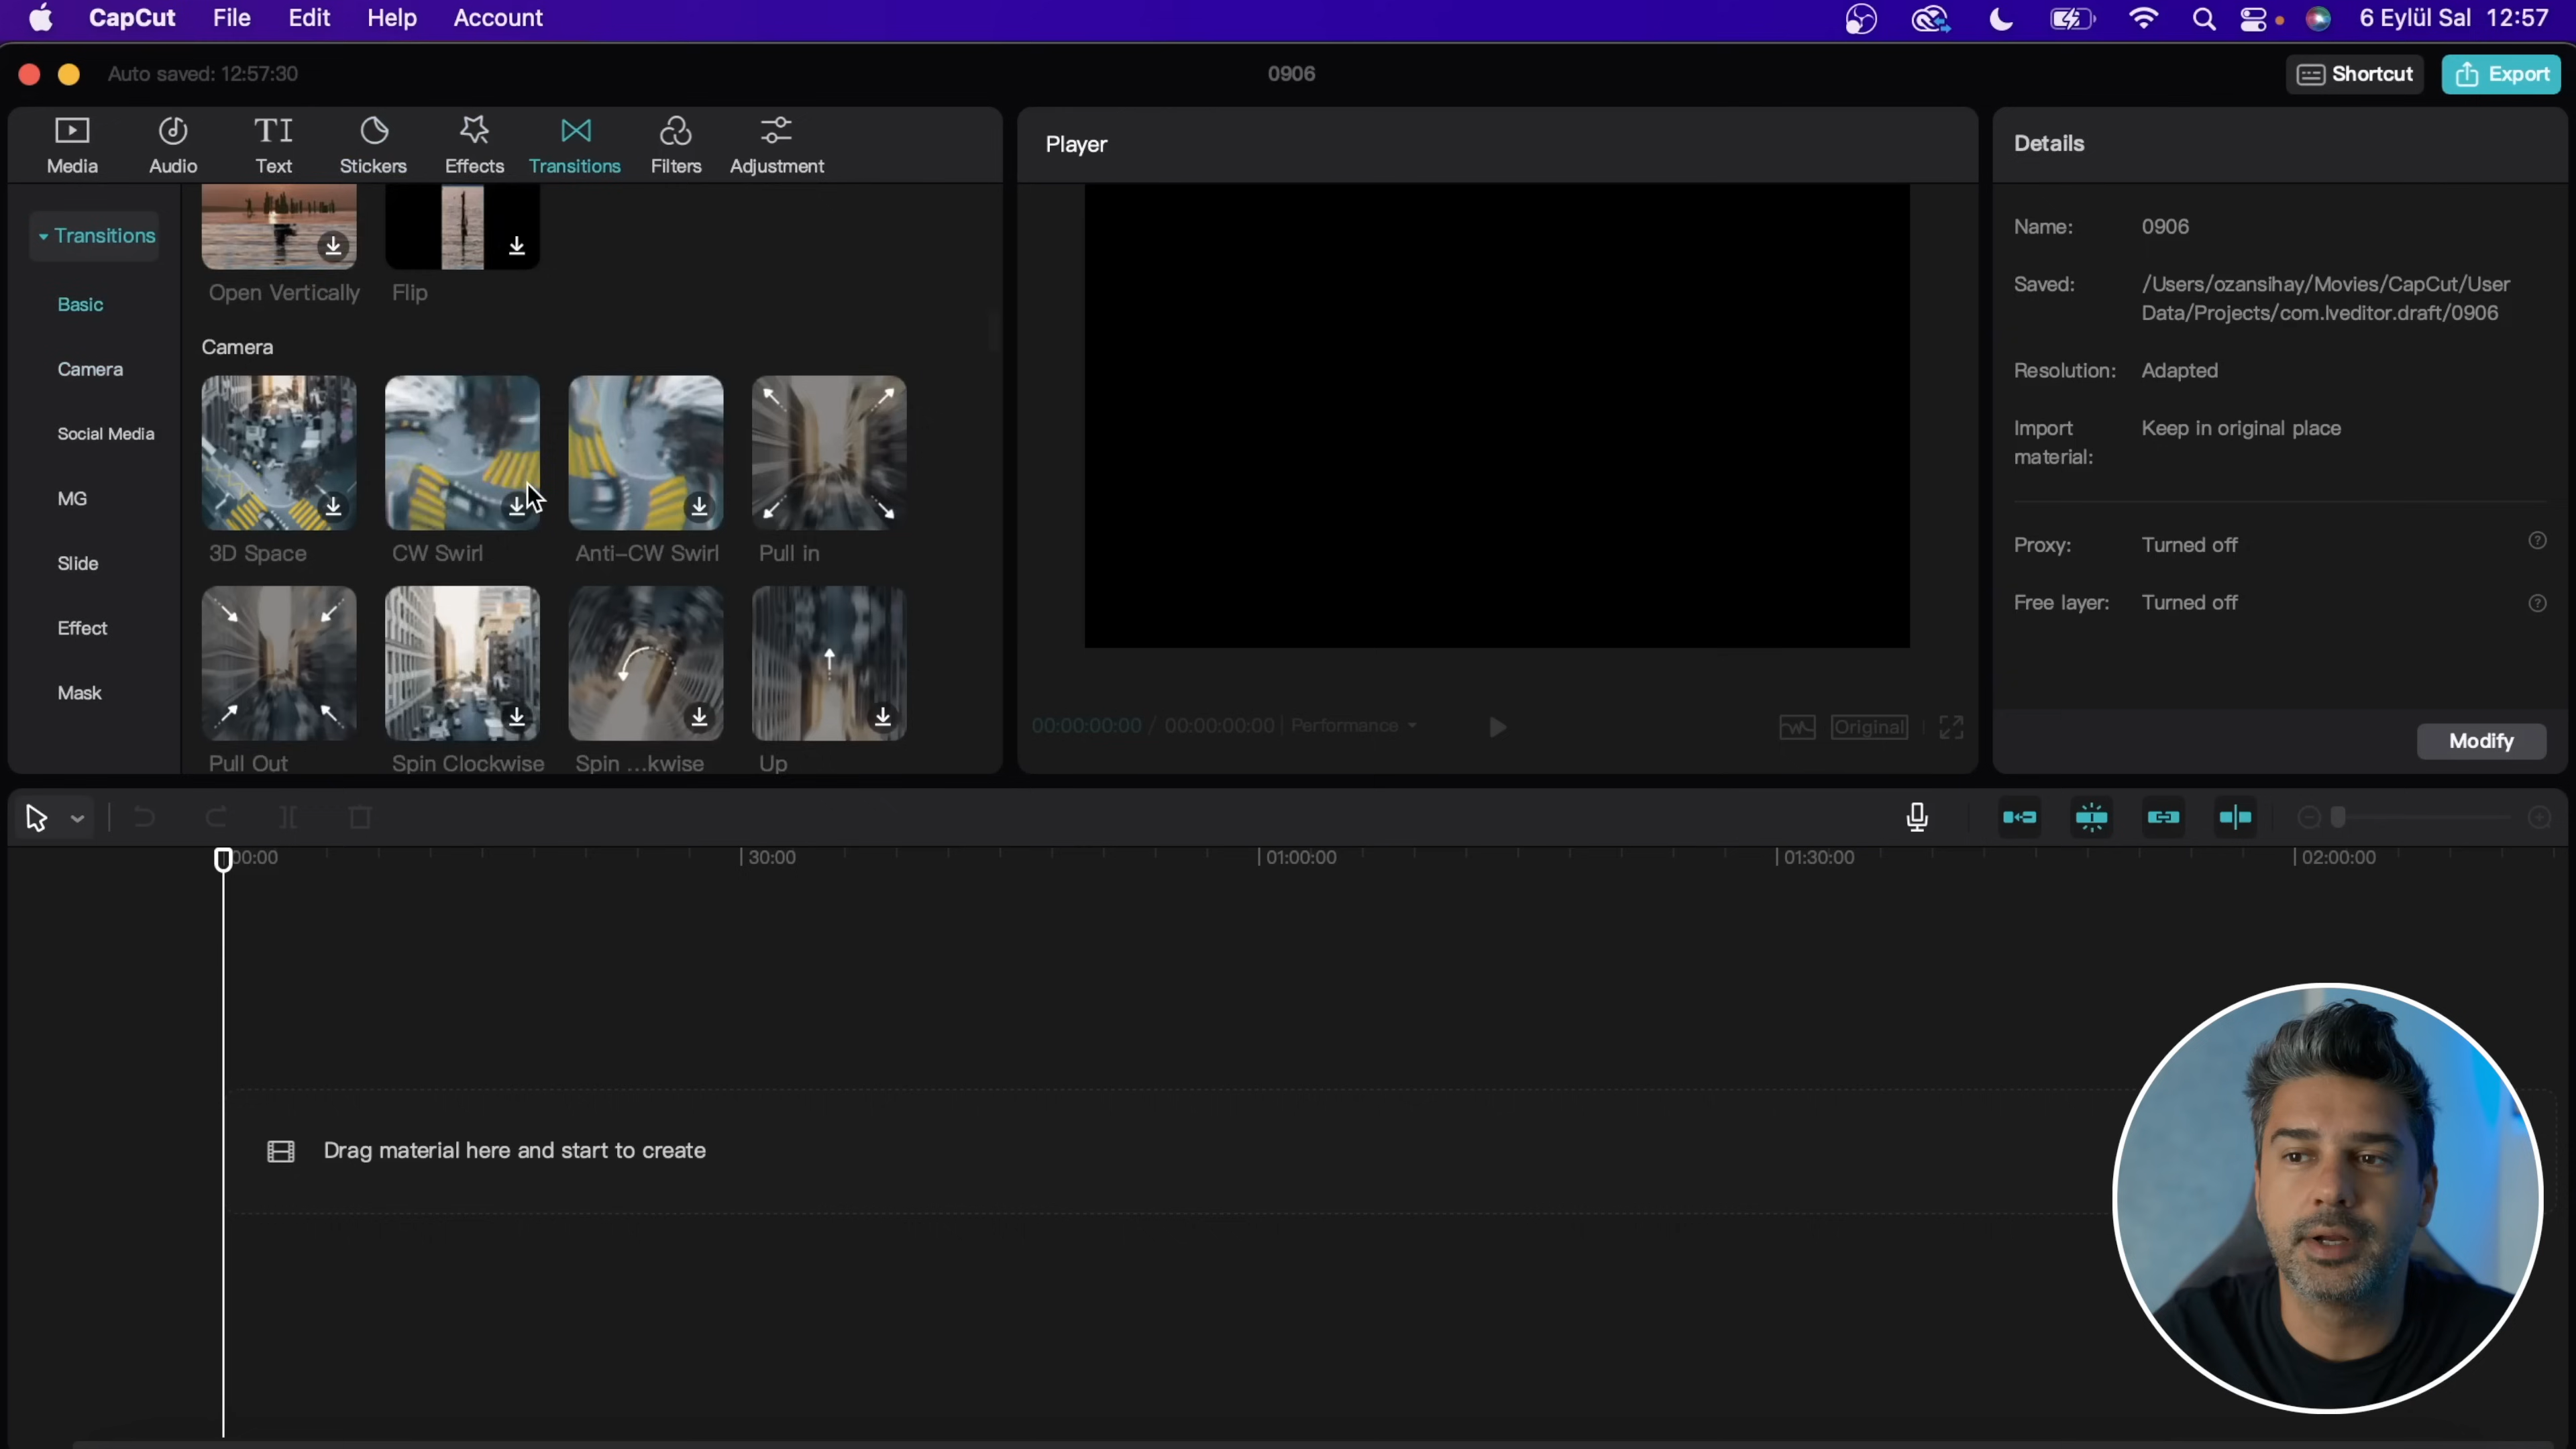 CapCut File Edit Help Account 6 Eylül Sal 12:57
Auto saved: 12:57:30 0906 Shortcut Export
Media Audio Text Stickers Effects Transitions Filters Adjustment
Transitions
Basic
Camera
Social Media
MG
Slide
Effect
Mask
Open Vertically Flip
Camera
3D Space CW Swirl Anti-CW Swirl Pull in
Pull Out Spin Clockwise Spin ...kwise Up
Player
00:00:00:00 / 00:00:00:00 Performance Original
Details
Name: 0906
Saved: /Users/ozansihay/Movies/CapCut/User
Data/Projects/com.lveditor.draft/0906
Resolution: Adapted
Import Keep in original place
material:
Proxy: Turned off
Free layer: Turned off
Modify
00:00 30:00 01:00:00 01:30:00 02:00:00
Drag material here and start to create